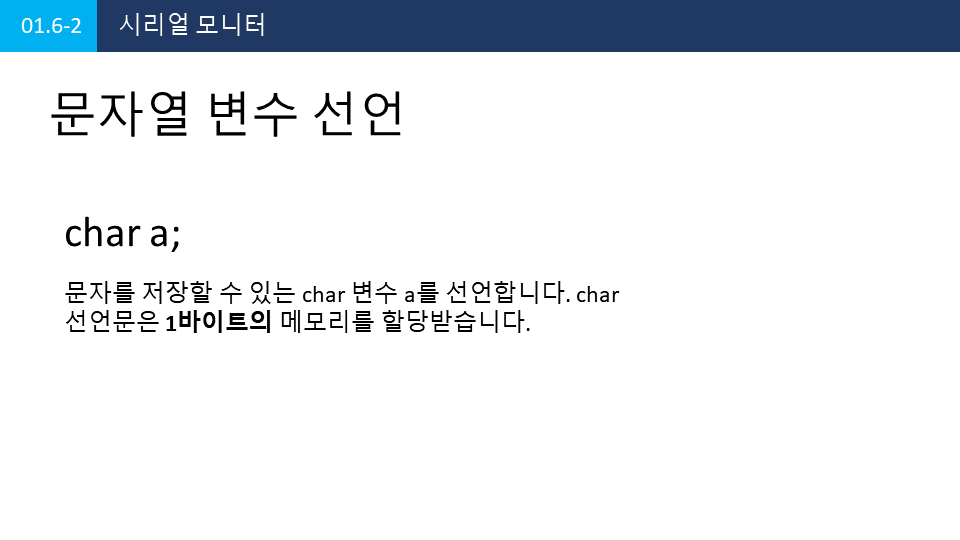 01.6-2 시리얼 모니터
문자열 변수 선언
char a;
문자를 저장할 수 있는 char 변수 a를 선언합니다. char
선언문은 1바이트의 메모리를 할당받습니다.